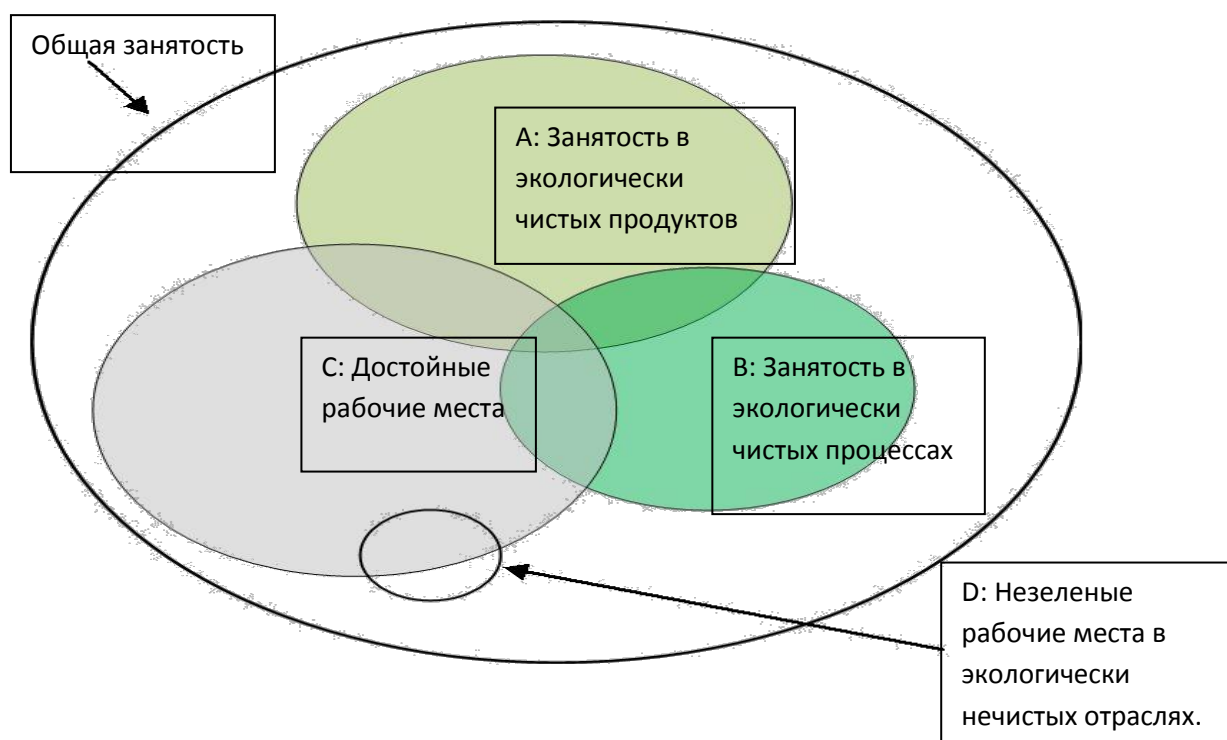 Общая занятость
A: Занятость в
экологически
чистых продуктов
C: Достойные
рабочие места
B: Занятость в
экологически
чистых процессах
D: Незеленые
рабочие места в
экологически
нечистых отраслях.